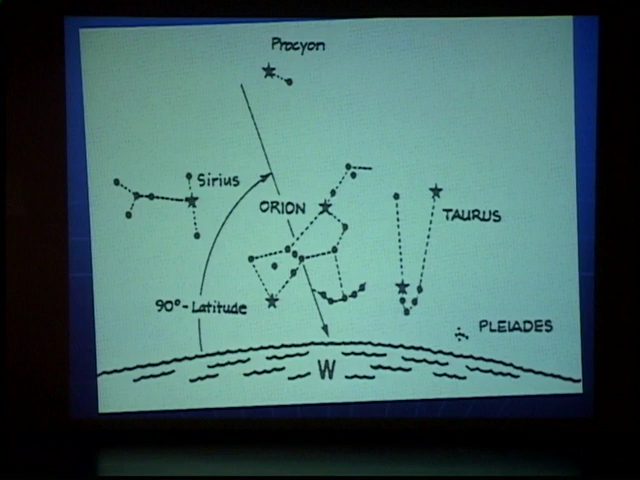 Procyon
Sirius
ORION
TAURUS
90°-Latitude
PLEIADES
W